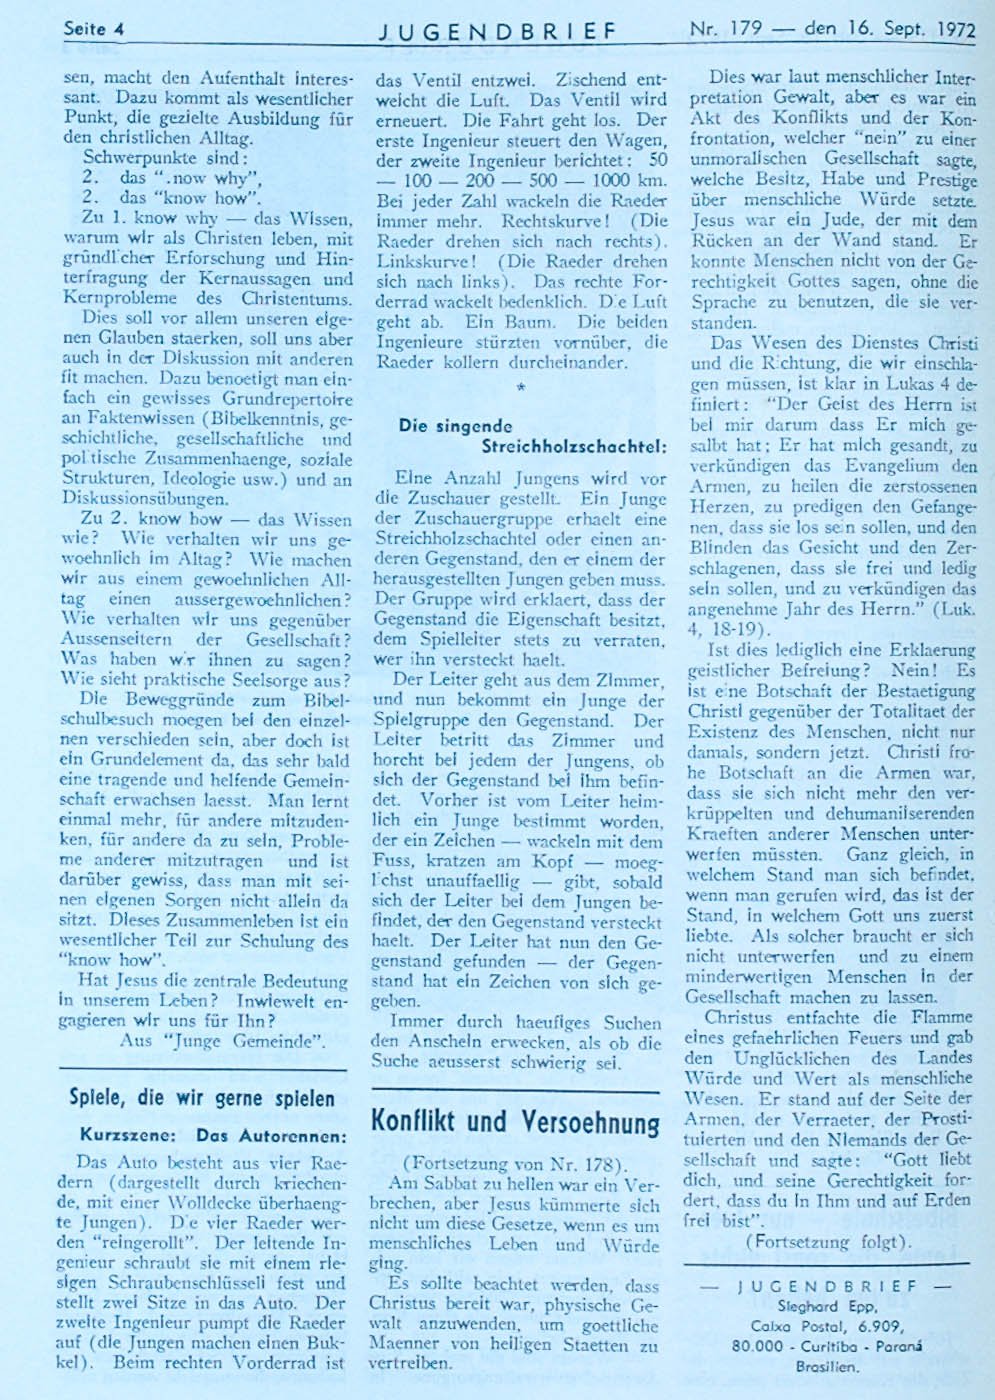 Seite 4
JUGENDBRIEF
Nr. 179 — den 16. Sept. 1972
sen, macht den Aufenthalt interes-
sant. Dazu kommt als wesentlicher
Punkt, die gezielte Ausbildung für
den christlichen Alltag.
Schwerpunkte sind:
2. das ".now why",
2. das "know how".
Zu 1. know why — das Wissen,
warum wir als Christen leben, mit
gründl'cher Erforschung und Hin-
terfragung der Kernaussagen und
Kernprobleme des Christentums.
Dies soll vor allem unseren eige-
nen Glauben staerken, soll uns aber
auch in der Diskussion mit anderen
fit machen. Dazu benoetigt man ein-
fach ein gewisses Grundrepertoire
an Faktenwissen (Bibelkenntnis, ge-
schichtliche, gesellschaftliche und
pol'tische Zusammenhaenge, soziale
Strukturen, Ideologie usw.) und an
Diskussionsübungen.
Zu 2. know how — das Wissen
wie? Wie verhalten wir uns ge-
woehnlich im Altag? Wie machen
wir aus einem gewoehnlichen All-
tag einen aussergewoehnlichen?
Wie verhalten wir uns gegenüber
Aussenseitern der Gesellschaft?
Was haben w'r ihnen zu sagen?
Wie sieht praktische Seelsorge aus?
Die Beweggründe zum Bibel-
schulbesuch moegen bei den einzel-
nen verschieden sein, aber doch ist
ein Grundelement da, das sehr bald
eine tragende und helfende Gemein-
schaft erwachsen laesst. Man lernt
einmal mehr, für andere mitzuden-
ken, für andere da zu sein, Proble-
me anderer mitzutragen und ist
darüber gewiss, dass man mit sei-
nen eigenen Sorgen nicht allein da
sitzt. Dieses Zusammenleben ist ein
wesentlicher Teil zur Schulung des
"know how".
Hat Jesus die zentrale Bedeutung
in unserem Leben? Inwieweit en-
gagieren wir uns für Ihn?
Aus "Junge Gemeinde".
Spiele, die wir gerne spielen
Kurzszene: Das Autorennen:
Das Auto besteht aus vier Rae-
dern (dargestellt durch kriechen-
de, mit einer Wolldecke überhaeng-
te Jungen). D'e vier Raeder wer-
den "reingerollt". Der leitende In-
genieur schraubt sie mit einem rie-
sigen Schraubenschlüsseli fest und
stellt zwei Sitze in das Auto. Der
zweite Ingenieur pumpt die Raeder
auf (die Jungen machen einen Buk-
kel). Beim rechten Vorderrad ist
das Ventil entzwei. Zischend ent-
weicht die Luft. Das Ventil wird
erneuert. Die Fahrt geht los. Der
erste Ingenieur steuert den Wagen,
der zweite Ingenieur berichtet: 50
— 100 — 200 — 500 — 1000 km.
Bei jeder Zahl wackeln die Raeder
immer mehr. Rechtskurve! (Die
Raeder drehen sich nach rechts).
Linkskurve! (Die Raeder drehen
sich nach links). Das rechte For-
derrad wackelt bedenklich. D'e Luft
geht ab. Ein Baum. Die beiden
Ingenieure stürzten vornüber, die
Raeder kollern durcheinander.
*
Die singende
Streichholzschachtel:
Eine Anzahl Jungens wird vor
die Zuschauer gestellt. Ein Junge
der Zuschauergruppe erhaelt eine
Streichholzschachtel oder einen an-
deren Gegenstand, den er einem der
herausgestellten Jungen geben muss.
Der Gruppe wird erklaert, dass der
Gegenstand die Eigenschaft besitzt,
dem Spielleiter stets zu verraten,
wer ihn versteckt haelt.
Der Leiter geht aus dem Zimmer,
und nun bekommt ein Junge der
Spielgruppe den Gegenstand. Der
Leiter betritt das Zimmer und
horcht bei jedem der Jungens, ob
sich der Gegenstand bei ihm befin-
det. Vorher ist vom Leiter heim-
lich ein Junge bestimmt worden,
der ein Zeichen — wackeln mit dem
Fuss, kratzen am Kopf — moeg-
l'chst unauffaellig — gibt, sobald
sich der Leiter bei dem Jungen be-
findet, der den Gegenstand versteckt
haelt. Der Leiter hat nun den Ge-
genstand gefunden — der Gegen-
stand hat ein Zeichen von sich ge-
geben.
Immer durch haeufiges Suchen
den Anschein erwecken, als ob die
Suche aeusserst schwierig sei.
Konflikt und Versoehnung
(Fortsetzung von Nr. 178).
Am Sabbat zu hellen war ein Ver-
brechen, aber Jesus kümmerte sich
nicht um diese Gesetze, wenn es um
menschliches Leben und Würde
ging.
Es sollte beachtet werden, dass
Christus bereit war, physische Ge-
walt anzuwenden, um goettliche
Maenner von heiligen Staetten zu
vertreiben.
Dies war laut menschlicher Inter-
pretation Gewalt, aber es war ein
Akt des Konflikts und der Kon-
frontation, welcher "nein" zu einer
unmoralischen Gesellschaft sagte,
welche Besitz, Habe und Prestige
über menschliche Würde setzte.
Jesus war ein Jude, der mit dem
Rücken an der Wand stand. Er
konnte Menschen nicht von der Ge-
rechtigkeit Gottes sagen, ohne die
Sprache zu benutzen, die sie ver-
standen.
Das Wesen des Dienstes Christi
und die R'chtung, die wir einschla-
gen müssen, ist klar in Lukas 4 de-
finiert: "Der Geist des Herrn ist
bei mir darum dass Er mich ge-
salbt hat; Er hat mich gesandt, zu
verkündigen das Evangelium den
Armen, zu heilen die zerstossenen
Herzen, zu predigen den Gefange-
nen, dass sie los sein sollen, und den
Blinden das Gesicht und den Zer-
schlagenen, dass sie frei und ledig
sein sollen, und zu verkündigen das
angenehme Jahr des Herrn." (Luk.
4, 18-19).
Ist dies lediglich eine Erklaerung
geistlicher Befreiung? Nein! Es
ist e'ne Botschaft der Bestaetigung
Christi gegenüber der Totalitaet der
Existenz des Menschen, nicht nur
damals, sondern jetzt. Christi fro-
he Botschaft an die Armen war,
dass sie sich nicht mehr den ver-
krüppelten und dehumaniiserenden
Kraeften anderer Menschen unter-
werfen müssten. Ganz gleich, in
welchem Stand man sich befindet,
wenn man gerufen wird, das ist der
Stand, in welchem Gott uns zuerst
liebte. Als solcher braucht er sich
nicht unterwerfen und zu einem
minderwertigen Menschen in der
Gesellschaft machen zu lassen.
Christus entfachte die Flamme
eines gefaehrlichen Feuers und gab
den Unglücklichen des Landes
Würde und Wert als menschliche
Wesen. Er stand auf der Seite der
Armen, der Verraeter, der Prosti-
tuierten und den Niemands der Ge-
sellschaft und sagte: "Gott liebt
dich, und seine Gerechtigkeit for-
dert, dass du in Ihm und auf Erden
frei bist".
(Fortsetzung folgt).
— JUGENDBRIEF —
Sieghard Epp,
Caixa Postal, 6.909,
80.000 - Curitiba - Paraná
Brasilien.